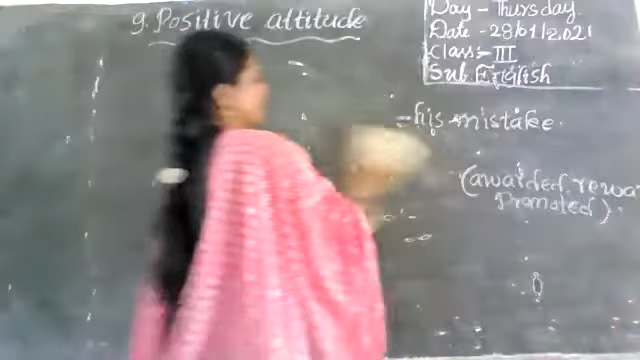 9. Positive attitude
Day - Thursday
Date - 28/01/2021
Class:- III
Sub English
= his mistake.
(awarded, rewa
Promoted).